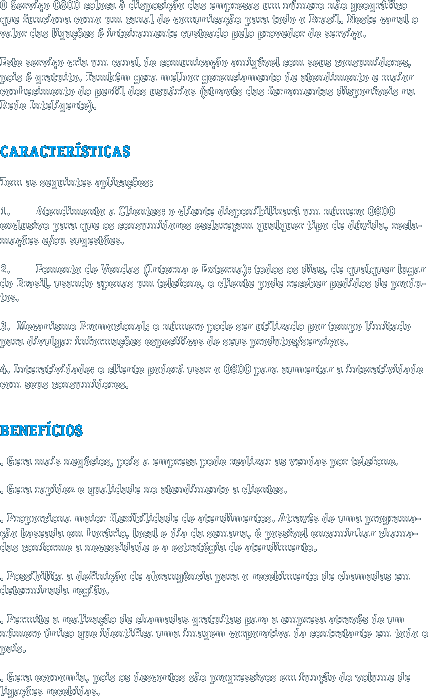 O Serviço 0800 coloca à disposição das empresas um número não geográfico
que funciona como um canal de comunicação para todo o Brasil. Neste canal o
valor das ligações é inteiramente custeado pelo provedor do serviço.
Este serviço cria um canal de comunicação amigável com seus consumidores,
pois é gratuito. Também gera melhor gerenciamento do atendimento e maior
conhecimento do perfil dos usuários (através das ferramentas disponíveis na
Rede Inteligente).
CARACTERÍSTICAS
Tem as seguintes aplicações:
1. Atendimento a Clientes: o cliente disponibilizará um número 0800
exclusivo para que os consumidores esclareçam qualquer tipo de dúvida, recla-
mações e/ou sugestões.
2. Fomento de Vendas (Interna e Externa): todos os dias, de qualquer lugar
do Brasil, usando apenas um telefone, o cliente pode receber pedidos de produ-
tos.
3. Mecanismo Promocional: o número pode ser utilizado por tempo limitado
para divulgar informações específicas de seus produtos/serviços.
4. Interatividade: o cliente poderá usar o 0800 para aumentar a interatividade
com seus consumidores.
BENEFÍCIOS
. Gera mais negócios, pois a empresa pode realizar as vendas por telefone.
. Gera rapidez e qualidade no atendimento a clientes.
. Proporciona maior flexibilidade de atendimentos. Através de uma programa-
ção baseada em horário, local e dia da semana, é possível encaminhar chama-
das conforme a necessidade e a estratégia de atendimento.
. Possibilita a definição de abrangência para o recebimento de chamadas em
determinada região.
. Permite a realização de chamadas gratuitas para a empresa através de um
número único que identifica uma imagem corporativa da contratante em todo o
país.
. Gera economia, pois os descontos são progressivos em função do volume de
ligações recebidas.